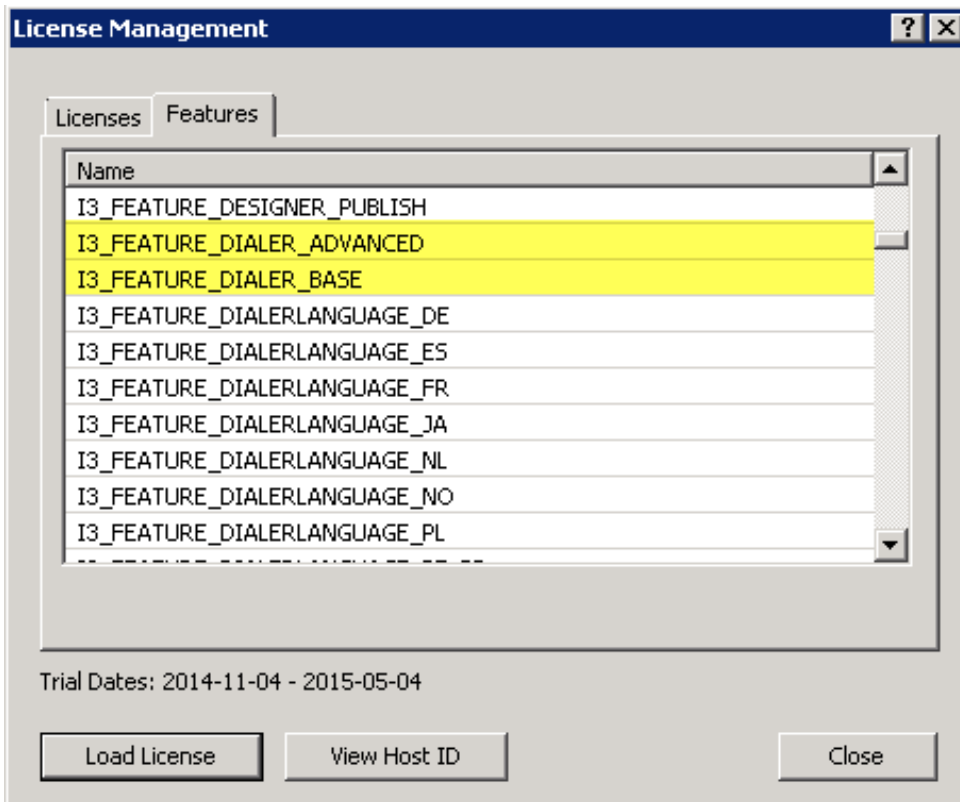 License Management
Licenses Features
Name
I3_FEATURE_DESIGNER_PUBLISH
I3_FEATURE_DIALER_ADVANCED
I3_FEATURE_DIALER_BASE
I3_FEATURE_DIALERLANGUAGE_DE
I3_FEATURE_DIALERLANGUAGE_ES
I3_FEATURE_DIALERLANGUAGE_FR
I3_FEATURE_DIALERLANGUAGE_JA
I3_FEATURE_DIALERLANGUAGE_NL
I3_FEATURE_DIALERLANGUAGE_NO
I3_FEATURE_DIALERLANGUAGE_PL
Trial Dates: 2014-11-04 - 2015-05-04
Load License View Host ID Close